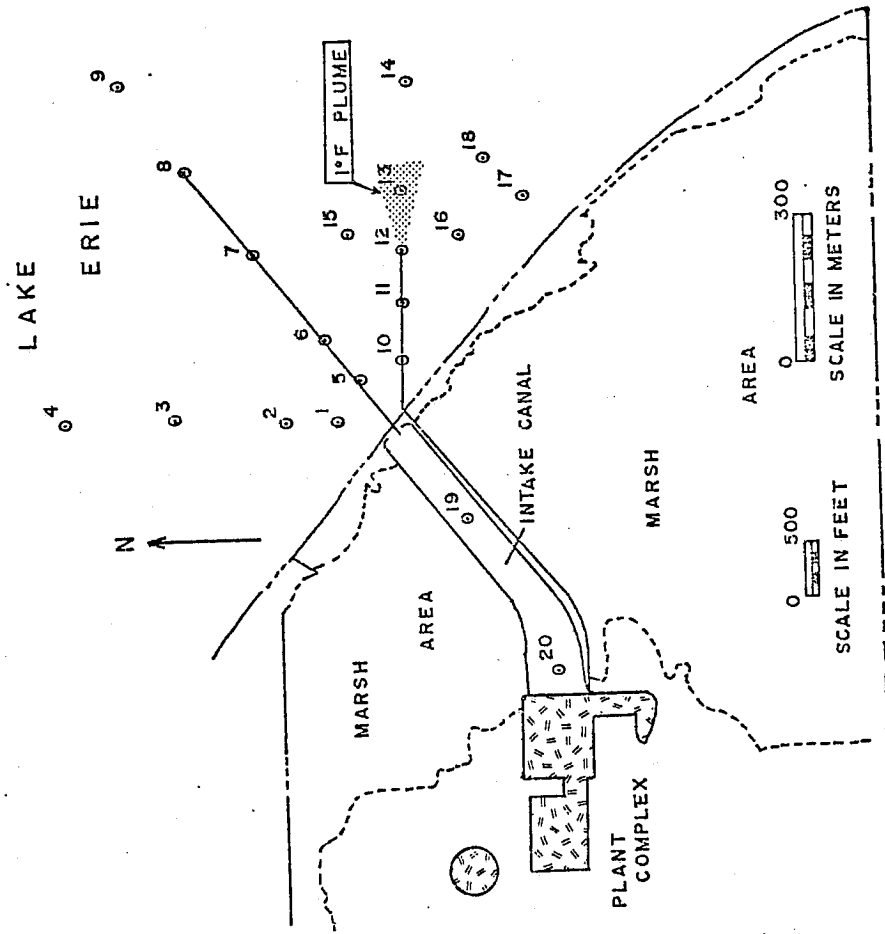 LAKE
ERIE
9
8
7
6
5
4
3
2
1
1°F PLUME
14
13
15
12
11
10
18
17
16
N
19
20
INTAKE CANAL
MARSH
AREA
MARSH
AREA
PLANT
COMPLEX
0 500
SCALE IN FEET
0 300
SCALE IN METERS